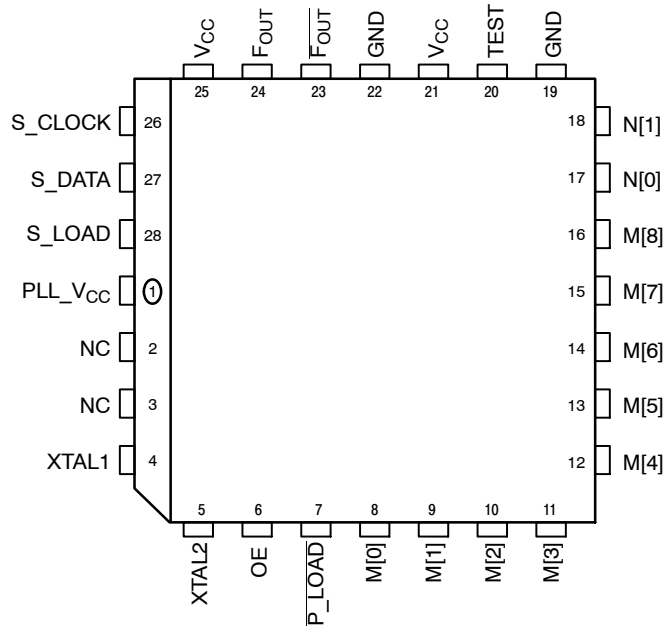 VCC
FOUT
FOUT
GND
VCC
TEST
GND
25
24
23
22
21
20
19
S_CLOCK
26
18
N[1]
S_DATA
27
17
N[0]
S_LOAD
28
16
M[8]
PLL_VCC
1
15
M[7]
NC
2
14
M[6]
NC
3
13
M[5]
XTAL1
4
12
M[4]
5
6
7
8
9
10
11
XTAL2
OE
P_LOAD
M[0]
M[1]
M[2]
M[3]